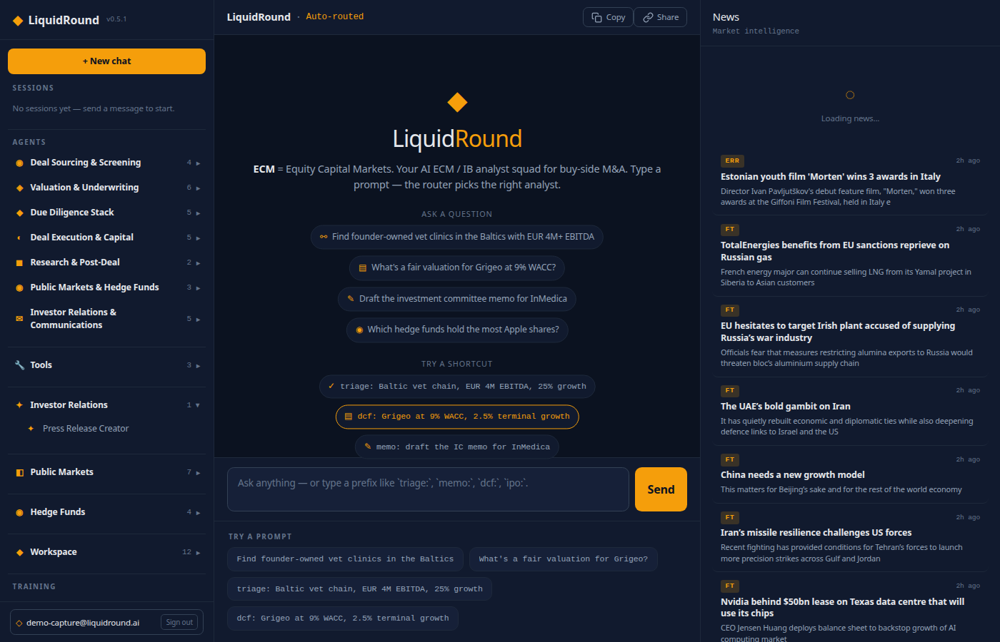 LiquidRound v0.5.1
+ New chat
SESSIONS
No sessions yet — send a message to start.
AGENTS
Deal Sourcing & Screening 4
Valuation & Underwriting 6
Due Diligence Stack 5
Deal Execution & Capital 5
Research & Post-Deal 2
Public Markets & Hedge Funds 3
Investor Relations &
Communications 5
Tools 3
Investor Relations 1
Press Release Creator
Public Markets 7
Hedge Funds 4
Workspace 12
TRAINING
demo-capture@liquidround.ai Sign out
LiquidRound · Auto-routed Copy Share
LiquidRound
ECM = Equity Capital Markets. Your AI ECM / IB analyst squad for buy-side M&A. Type a
prompt — the router picks the right analyst.
ASK A QUESTION
Find founder-owned vet clinics in the Baltics with EUR 4M+ EBITDA
What's a fair valuation for Grigeo at 9% WACC?
Draft the investment committee memo for InMedica
Which hedge funds hold the most Apple shares?
TRY A SHORTCUT
triage: Baltic vet chain, EUR 4M EBITDA, 25% growth
dcf: Grigeo at 9% WACC, 2.5% terminal growth
memo: draft the IC memo for InMedica
Ask anything — or type a prefix like `triage:`, `memo:`, `dcf:`, `ipo:`.
Send
TRY A PROMPT
Find founder-owned vet clinics in the Baltics
What's a fair valuation for Grigeo?
triage: Baltic vet chain, EUR 4M EBITDA, 25% growth
dcf: Grigeo at 9% WACC, 2.5% terminal growth
News
Market intelligence
Loading news…
ERR 2h ago
Estonian youth film 'Morten' wins 3 awards in Italy
Director Ivan Pavljutškov's debut feature film, "Morten," won three
awards at the Giffoni Film Festival, held in Italy e
FT 2h ago
TotalEnergies benefits from EU sanctions reprieve on
Russian gas
French energy major can continue selling LNG from its Yamal project in
Siberia to Asian customers
FT 2h ago
EU hesitates to target Irish plant accused of supplying
Russia’s war industry
Officials fear that measures restricting alumina exports to Russia would
threaten bloc’s aluminium supply chain
FT 2h ago
The UAE’s bold gambit on Iran
It has quietly rebuilt economic and diplomatic ties while also deepening
defence links to Israel and the US
FT 2h ago
China needs a new growth model
This matters for Beijing’s sake and for the rest of the world economy
FT 2h ago
Iran’s missile resilience challenges US forces
Recent fighting has provided conditions for Tehran’s forces to launch
more precision strikes across Gulf and Jordan
FT 2h ago
Nvidia behind $50bn lease on Texas data centre that will
use its chips
CEO Jensen Huang deploys balance sheet to backstop growth of AI
computing market